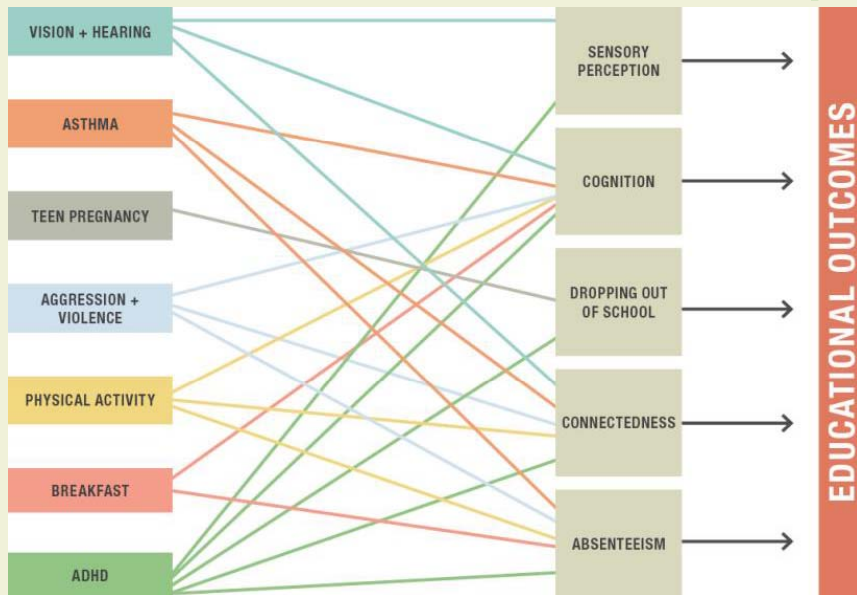 VISION + HEARING
ASTHMA
TEEN PREGNANCY
AGGRESSION +
VIOLENCE
PHYSICAL ACTIVITY
BREAKFAST
ADHD
SENSORY
PERCEPTION
COGNITION
DROPPING OUT
OF SCHOOL
CONNECTEDNESS
ABSENTEEISM
EDUCATIONAL OUTCOMES